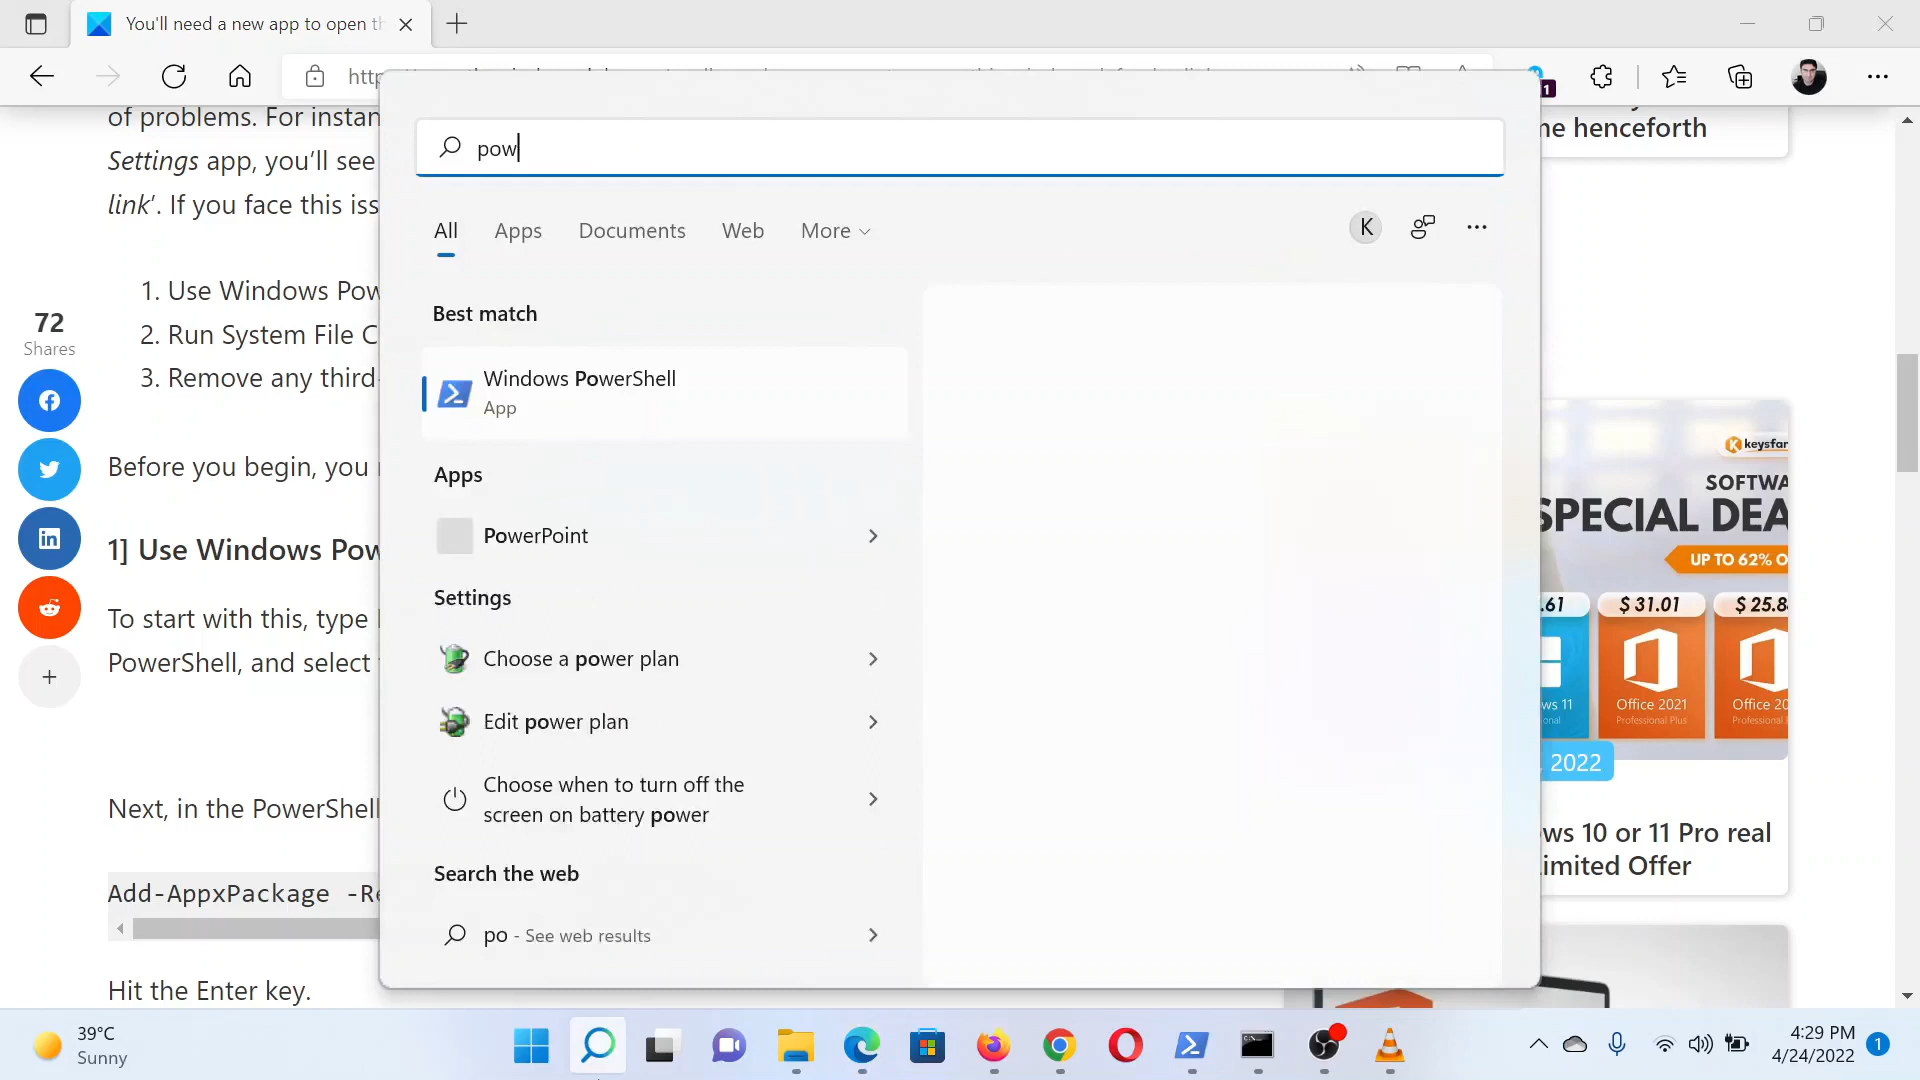 You'll need a new app to open th
1
of problems. For instan
Settings app, you'll see
link'. If you face this iss
1. Use Windows Pow
2. Run System File C
3. Remove any third-
72
Shares
Before you begin, you
1] Use Windows Pow
To start with this, type
PowerShell, and select
Next, in the PowerShell
Add-AppxPackage -Re
Hit the Enter key.
pow
All Apps Documents Web More
K
Best match
Windows PowerShell
App
Apps
PowerPoint
Settings
Choose a power plan
Edit power plan
Choose when to turn off the
screen on battery power
Search the web
po - See web results
ne henceforth
keysfan
SOFTWA
SPECIAL DEA
UP TO 62% O
.61 $ 31.01 $ 25.8
ws 11 Office 2021 Office 20
Professional Plus
2022
ws 10 or 11 Pro real
imited Offer
39°C
Sunny
4:29 PM
4/24/2022
1